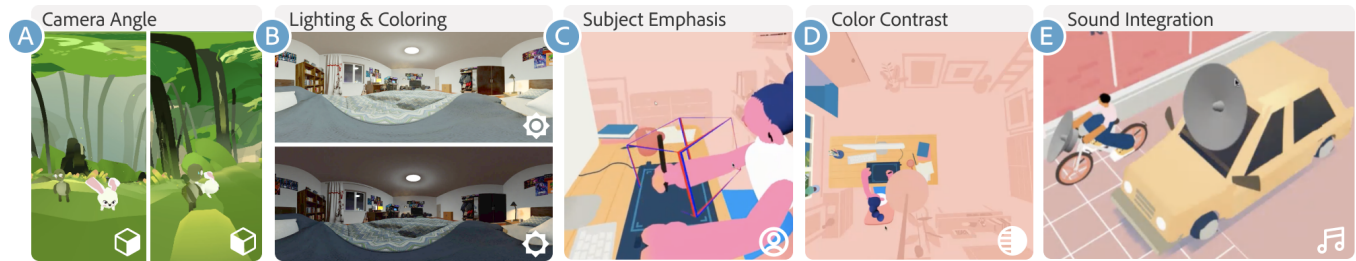 A Camera Angle
B Lighting & Coloring
C Subject Emphasis
D Color Contrast
E Sound Integration